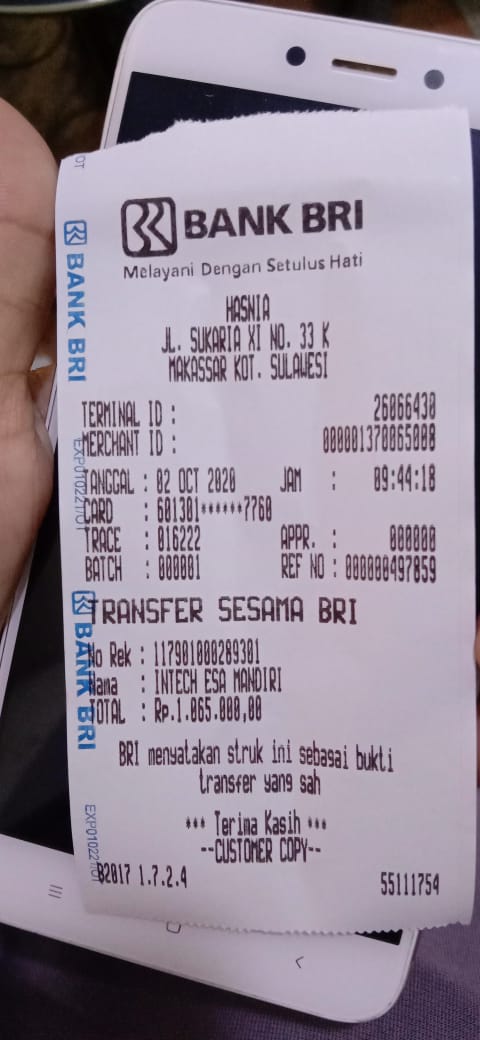 BANK BRI
Melayani Dengan Setulus Hati
HASNIA
JL. SUKARIA XI NO. 33 K
MAKASSAR KOT. SULAWESI
TERMINAL ID : 26066430
MERCHANT ID : 000001370065008
TANGGAL : 02 OCT 2020 JAM : 09:44:18
CARD : 601301******7760
TRACE : 016222 APPR. : 000000
BATCH : 000001 REF NO : 000000497859
TRANSFER SESAMA BRI
No Rek : 117901000289301
Nama : INTECH ESA MANDIRI
TOTAL : Rp.1.065.000,00
BRI menyatakan struk ini sebagai bukti
transfer yang sah
*** Terima Kasih ***
--CUSTOMER COPY--
B2017 1.7.2.4 55111754
BANK BRI
BANK BRI